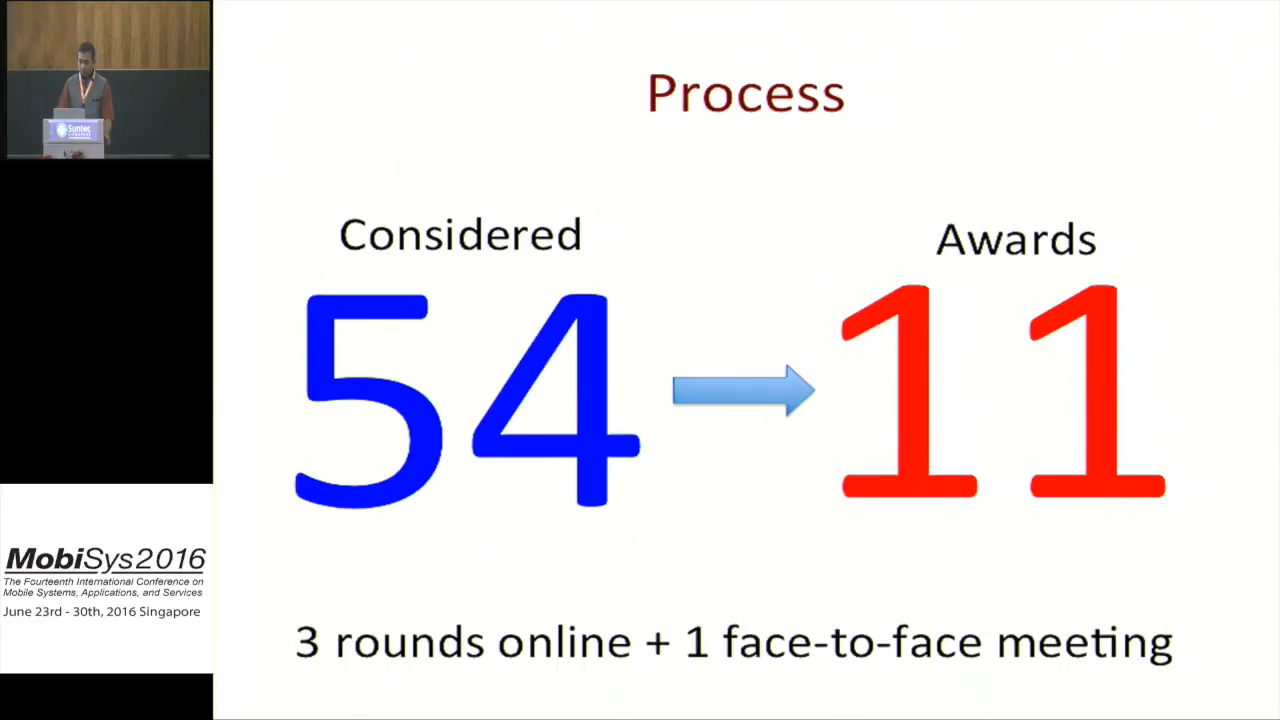 Process
Considered
Awards
54
11
3 rounds online + 1 face-to-face meeting
Suntec
MobiSys2016
The Fourteenth International Conference on
Mobile Systems, Applications, and Services
June 23rd - 30th, 2016 Singapore